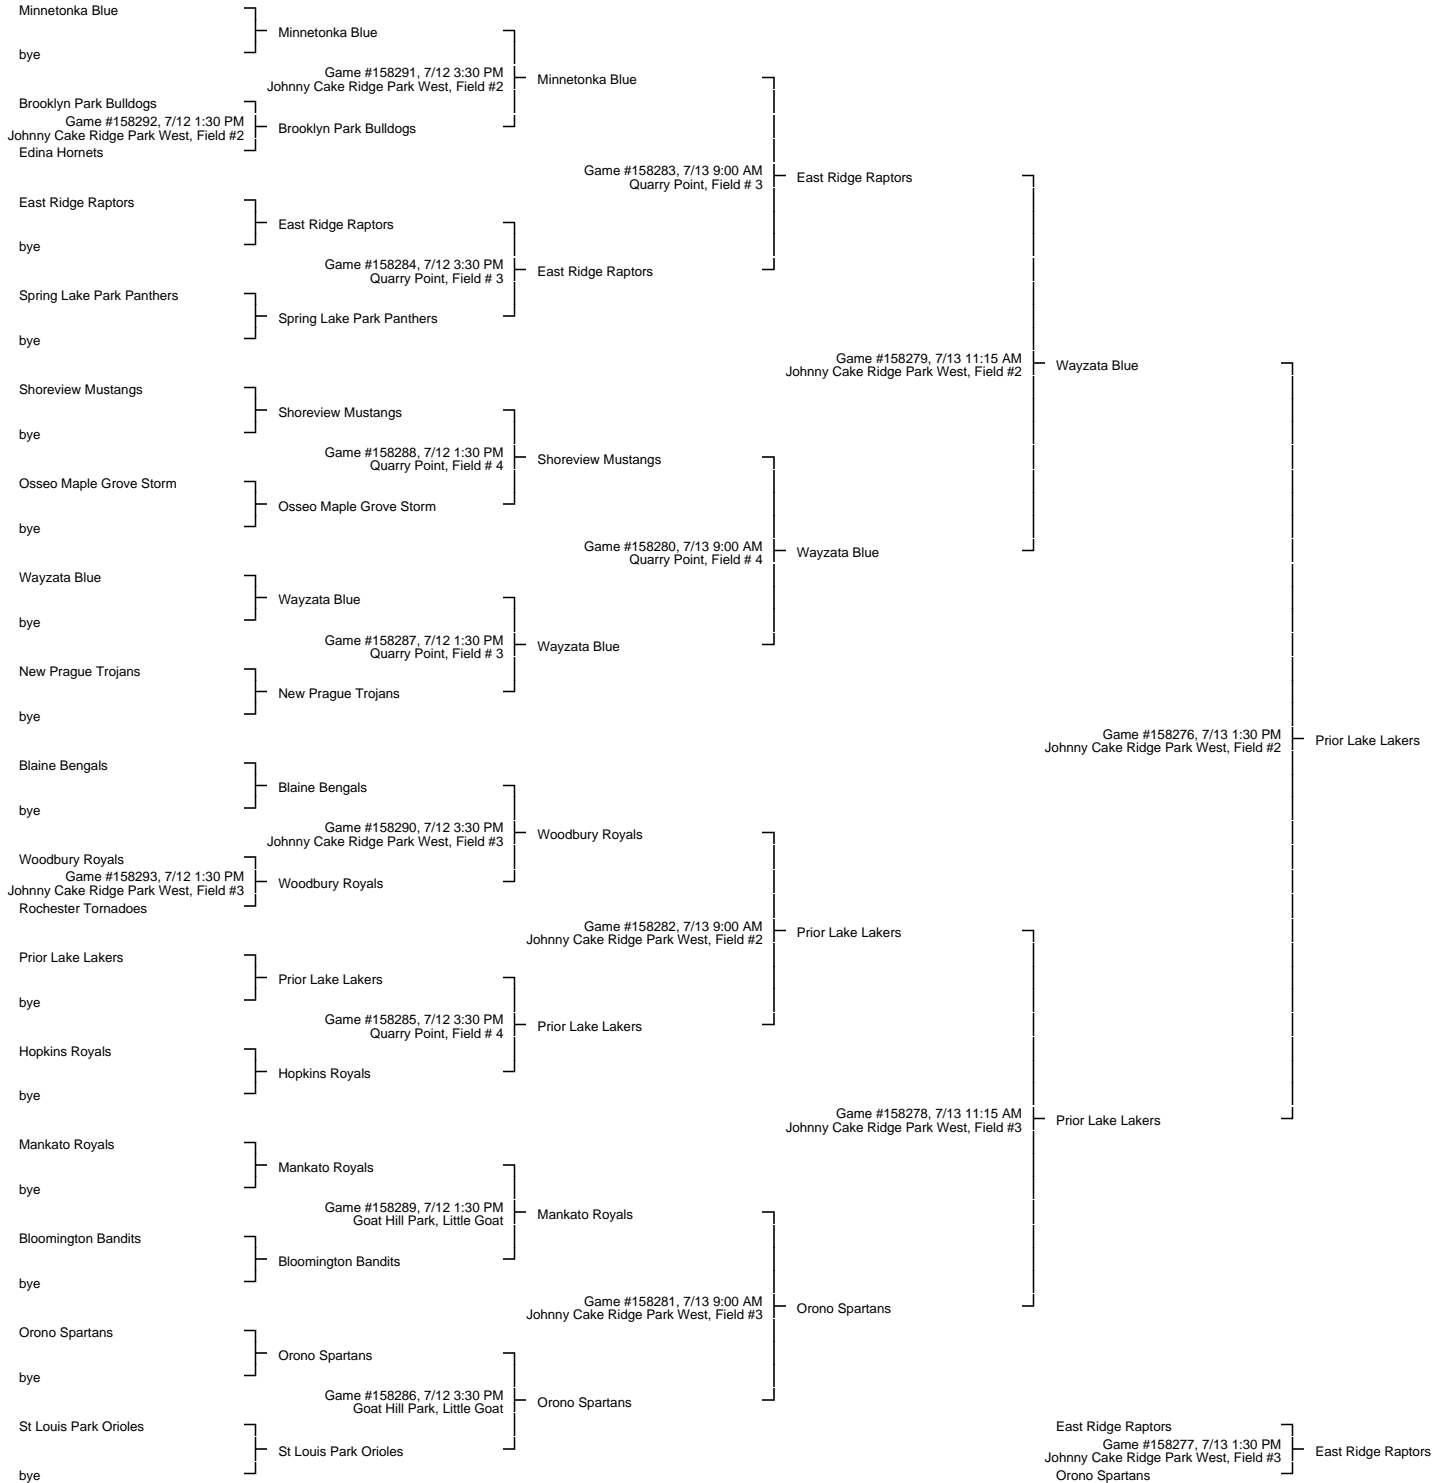 Minnetonka Blue
bye
Brooklyn Park Bulldogs
Game #158292, 7/12 1:30 PM
Johnny Cake Ridge Park West, Field #2
Edina Hornets
East Ridge Raptors
bye
Spring Lake Park Panthers
bye
Shoreview Mustangs
bye
Osseo Maple Grove Storm
bye
Wayzata Blue
bye
New Prague Trojans
bye
Blaine Bengals
bye
Woodbury Royals
Game #158293, 7/12 1:30 PM
Johnny Cake Ridge Park West, Field #3
Rochester Tornadoes
Prior Lake Lakers
bye
Hopkins Royals
bye
Mankato Royals
bye
Bloomington Bandits
bye
Orono Spartans
bye
St Louis Park Orioles
bye
Minnetonka Blue
Game #158291, 7/12 3:30 PM
Johnny Cake Ridge Park West, Field #2
Brooklyn Park Bulldogs
East Ridge Raptors
Game #158284, 7/12 3:30 PM
Quarry Point, Field # 3
Spring Lake Park Panthers
Shoreview Mustangs
Game #158288, 7/12 1:30 PM
Quarry Point, Field # 4
Osseo Maple Grove Storm
Wayzata Blue
Game #158287, 7/12 1:30 PM
Quarry Point, Field # 3
New Prague Trojans
Blaine Bengals
Game #158290, 7/12 3:30 PM
Johnny Cake Ridge Park West, Field #3
Woodbury Royals
Prior Lake Lakers
Game #158285, 7/12 3:30 PM
Quarry Point, Field # 4
Hopkins Royals
Mankato Royals
Game #158289, 7/12 1:30 PM
Goat Hill Park, Little Goat
Bloomington Bandits
Orono Spartans
Game #158286, 7/12 3:30 PM
Goat Hill Park, Little Goat
St Louis Park Orioles
Minnetonka Blue
Game #158283, 7/13 9:00 AM
Quarry Point, Field # 3
East Ridge Raptors
Shoreview Mustangs
Game #158280, 7/13 9:00 AM
Quarry Point, Field # 4
Wayzata Blue
Woodbury Royals
Game #158282, 7/13 9:00 AM
Johnny Cake Ridge Park West, Field #2
Prior Lake Lakers
Mankato Royals
Game #158281, 7/13 9:00 AM
Johnny Cake Ridge Park West, Field #3
Orono Spartans
East Ridge Raptors
Game #158279, 7/13 11:15 AM
Johnny Cake Ridge Park West, Field #2
Wayzata Blue
Prior Lake Lakers
Game #158278, 7/13 11:15 AM
Johnny Cake Ridge Park West, Field #3
Orono Spartans
Wayzata Blue
Game #158276, 7/13 1:30 PM
Johnny Cake Ridge Park West, Field #2
Prior Lake Lakers
Prior Lake Lakers
East Ridge Raptors
Game #158277, 7/13 1:30 PM
Johnny Cake Ridge Park West, Field #3
Orono Spartans
East Ridge Raptors